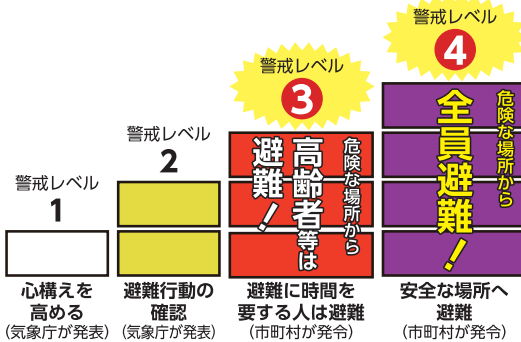 警戒レベル
1
心構えを
高める
(気象庁が発表)
警戒レベル
2
避難行動の
確認
(気象庁が発表)
警戒レベル
3
危険な場所から
高齢者等は
避難!
避難に時間を
要する人は避難
(市町村が発令)
警戒レベル
4
危険な場所から
全員避難!
安全な場所へ
避難
(市町村が発令)